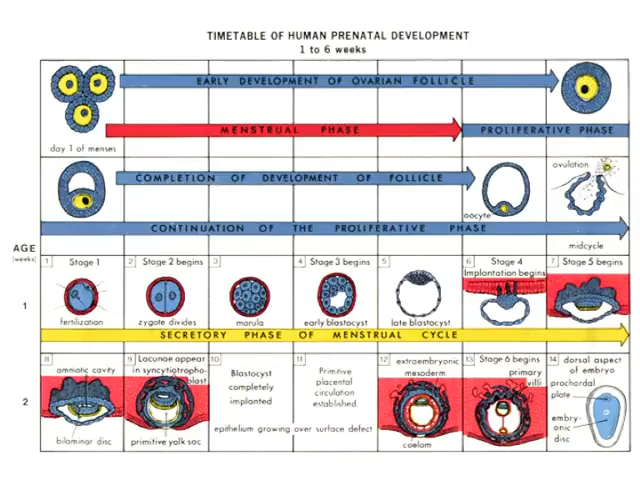 TIMETABLE OF HUMAN PRENATAL DEVELOPMENT
1 to 6 weeks
EARLY DEVELOPMENT OF OVARIAN FOLLICLE
MENSTRUAL PHASE
PROLIFERATIVE PHASE
day 1 of menses
COMPLETION OF DEVELOPMENT OF FOLLICLE
ovulation
oocyte
CONTINUATION OF THE PROLIFERATIVE PHASE
midcycle
AGE
(weeks)
1
1 Stage 1
fertilization
2 Stage 2 begins
zygote divides
3
morula
4 Stage 3 begins
early blastocyst
5
late blastocyst
6 Stage 4
Implantation begins
7 Stage 5 begins
SECRETORY PHASE OF MENSTRUAL CYCLE
2
8 amniotic cavity
bilaminar disc
9 Lacunae appear
in syncytiotropho-
blast
primitive yolk sac
10 Blastocyst
completely
implanted
11 Primitive
placental
circulation
established
epithelium growing over surface defect
12 extraembryonic
mesoderm
coelom
13 Stage 6 begins
primary
villi
14 dorsal aspect
of embryo
prochordal
plate
embry-
onic
disc